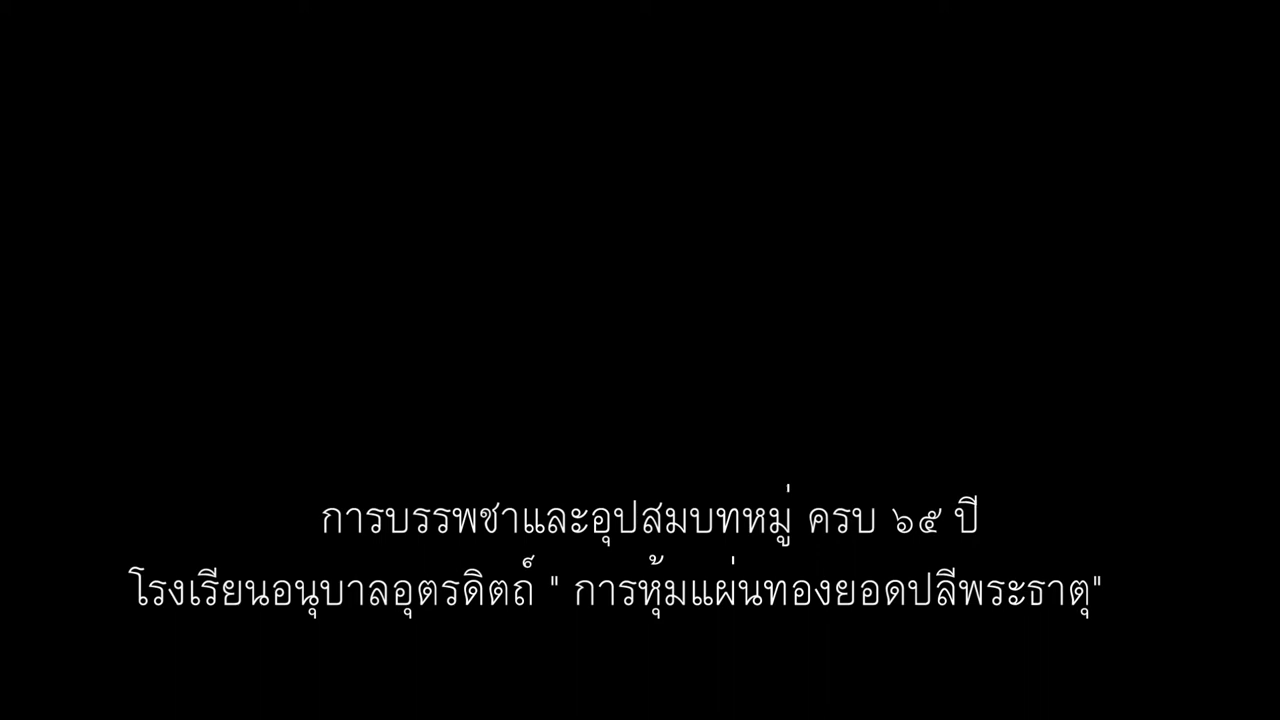 การบรรพชาและอุปสมบทหมู่ ครบ ๖๕ ปี
โรงเรียนอนุบาลอุตรดิตถ์ " การหุ้มแผ่นทองยอดปลีพระธาตุ"